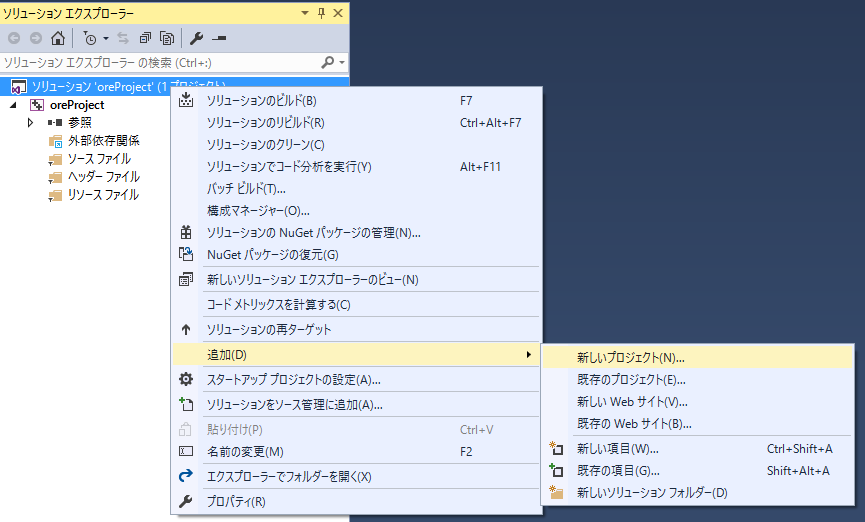 ソリューション エクスプローラー
ソリューション エクスプローラー の検索 (Ctrl+:)
ソリューション 'oreProject' (1 プロジェクト)
oreProject
参照
外部依存関係
ソース ファイル
ヘッダー ファイル
リソース ファイル
ソリューションのビルド(B) F7
ソリューションのリビルド(R) Ctrl+Alt+F7
ソリューションのクリーン(C)
ソリューションでコード分析を実行(Y) Alt+F11
バッチ ビルド(T)...
構成マネージャー(O)...
ソリューションの NuGet パッケージの管理(N)...
NuGet パッケージの復元(G)
新しいソリューション エクスプローラーのビュー(N)
コード メトリックスを計算する(C)
ソリューションの再ターゲット
追加(D)
スタートアップ プロジェクトの設定(A)...
ソリューションをソース管理に追加(A)...
貼り付け(P) Ctrl+V
名前の変更(M) F2
エクスプローラーでフォルダーを開く(X)
プロパティ(R)
新しいプロジェクト(N)...
既存のプロジェクト(E)...
新しい Web サイト(V)...
既存の Web サイト(B)...
新しい項目(W)... Ctrl+Shift+A
既存の項目(G)... Shift+Alt+A
新しいソリューション フォルダー(D)